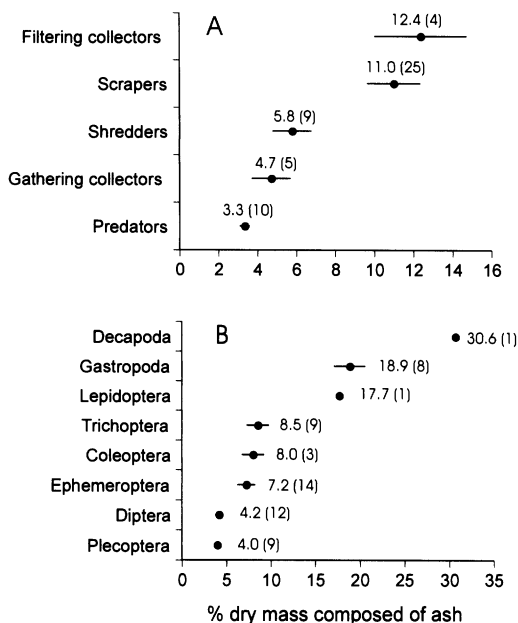 A
Filtering collectors 12.4 (4)
Scrapers 11.0 (25)
Shredders 5.8 (9)
Gathering collectors 4.7 (5)
Predators 3.3 (10)
0 2 4 6 8 10 12 14 16
B
Decapoda 30.6 (1)
Gastropoda 18.9 (8)
Lepidoptera 17.7 (1)
Trichoptera 8.5 (9)
Coleoptera 8.0 (3)
Ephemeroptera 7.2 (14)
Diptera 4.2 (12)
Plecoptera 4.0 (9)
0 5 10 15 20 25 30 35
% dry mass composed of ash